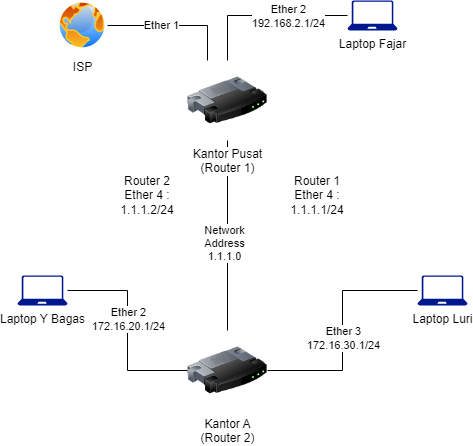 Ether 1
Ether 2
192.168.2.1/24
ISP
Laptop Fajar
Kantor Pusat
(Router 1)
Router 2
Ether 4 :
1.1.1.2/24
Router 1
Ether 4 :
1.1.1.1/24
Network
Address
1.1.1.0
Laptop Y Bagas
Ether 2
172.16.20.1/24
Ether 3
172.16.30.1/24
Laptop Luri
Kantor A
(Router 2)